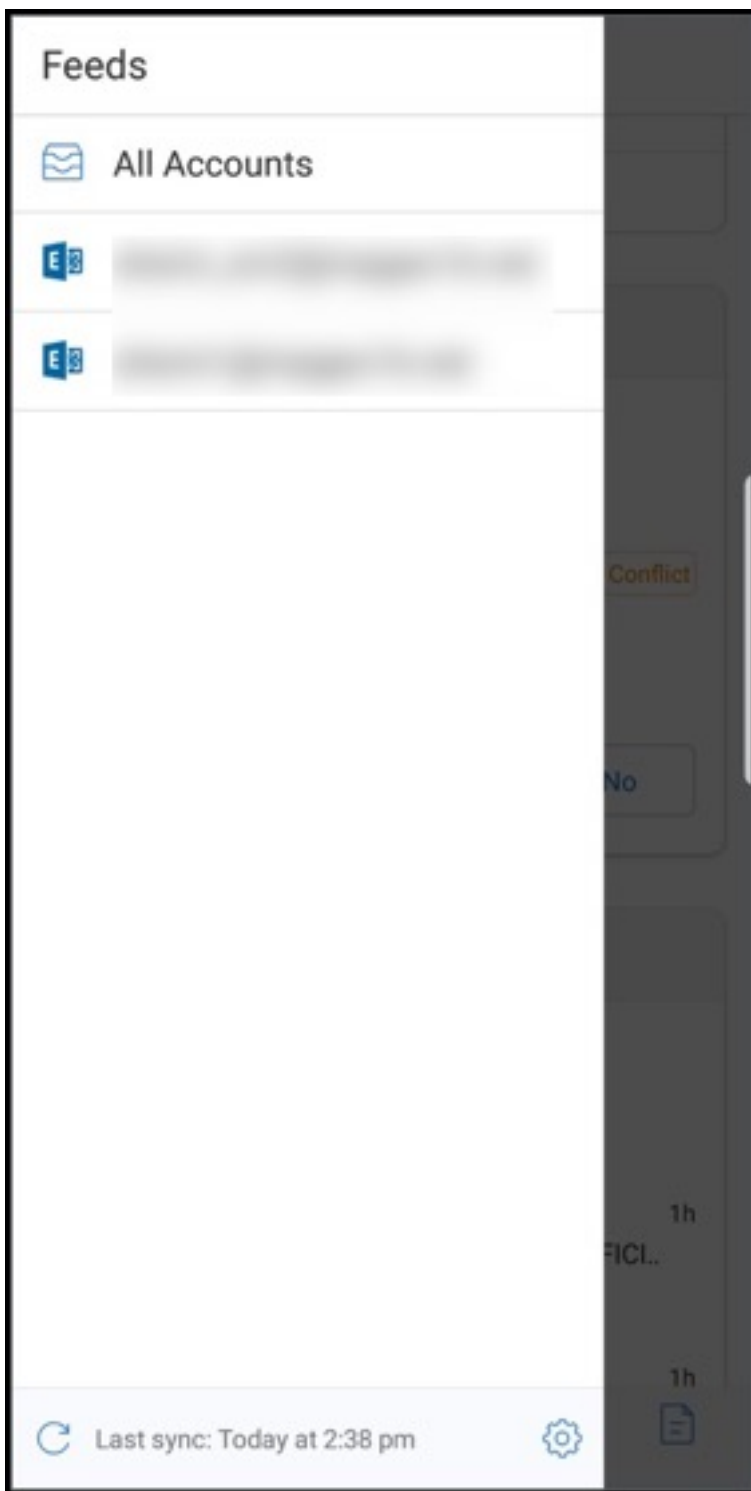 Feeds
All Accounts
E
E
Conflict
No
1h
FICI..
1h
Last sync: Today at 2:38 pm